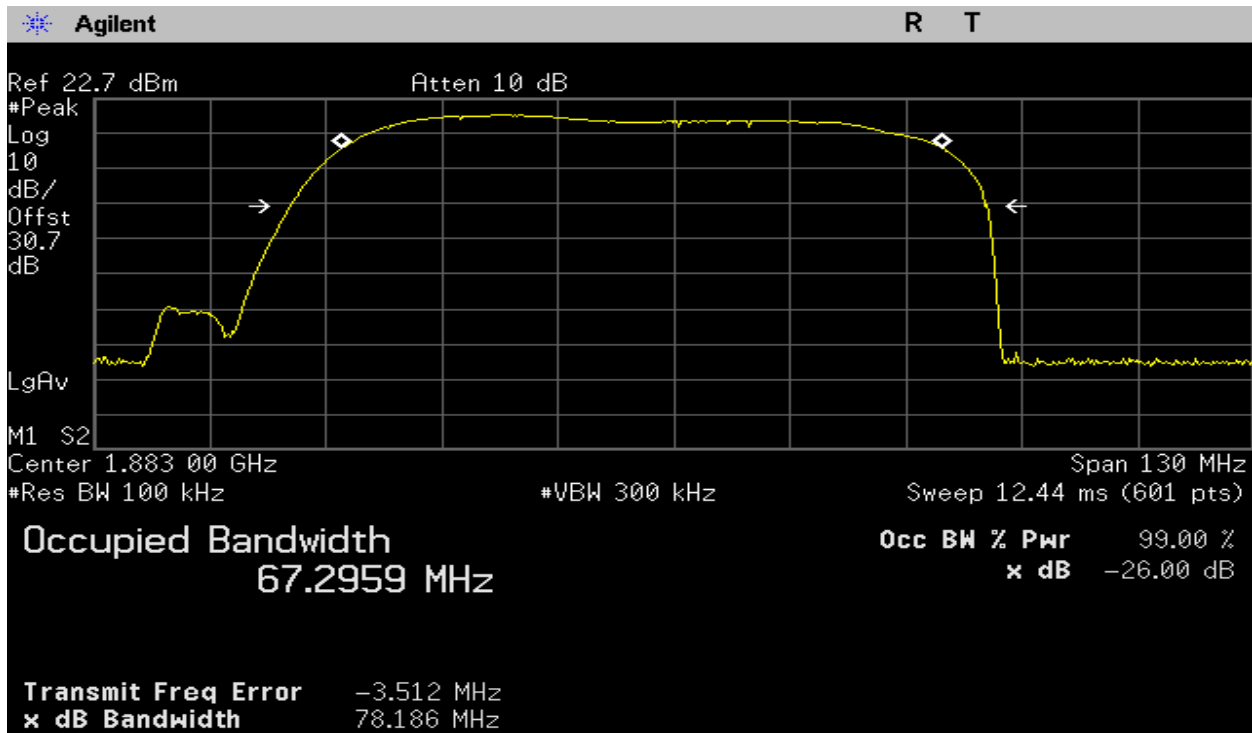 Agilent R T
Ref 22.7 dBm Atten 10 dB
#Peak
Log
10
dB/
Offst
30.7
dB
LgAv
M1 S2
Center 1.883 00 GHz Span 130 MHz
#Res BW 100 kHz #VBW 300 kHz Sweep 12.44 ms (601 pts)
Occupied Bandwidth Occ BW % Pwr 99.00 %
67.2959 MHz x dB -26.00 dB
Transmit Freq Error -3.512 MHz
x dB Bandwidth 78.186 MHz